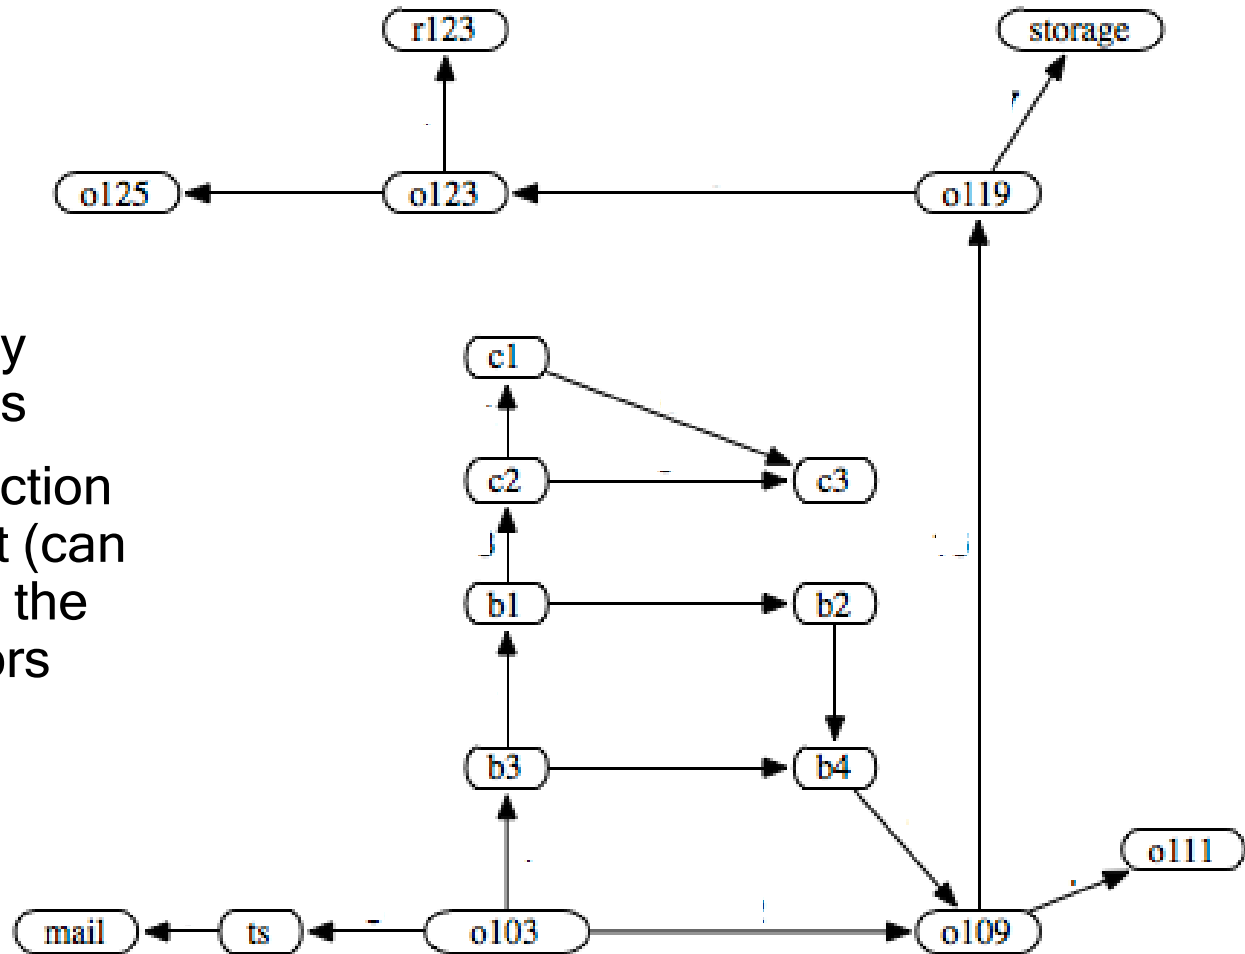 r123
storage
o125
o123
o119
y
s
ction
t (can
the
ors
c1
c2
c3
b1
b2
b3
b4
o111
mail
ts
o103
o109